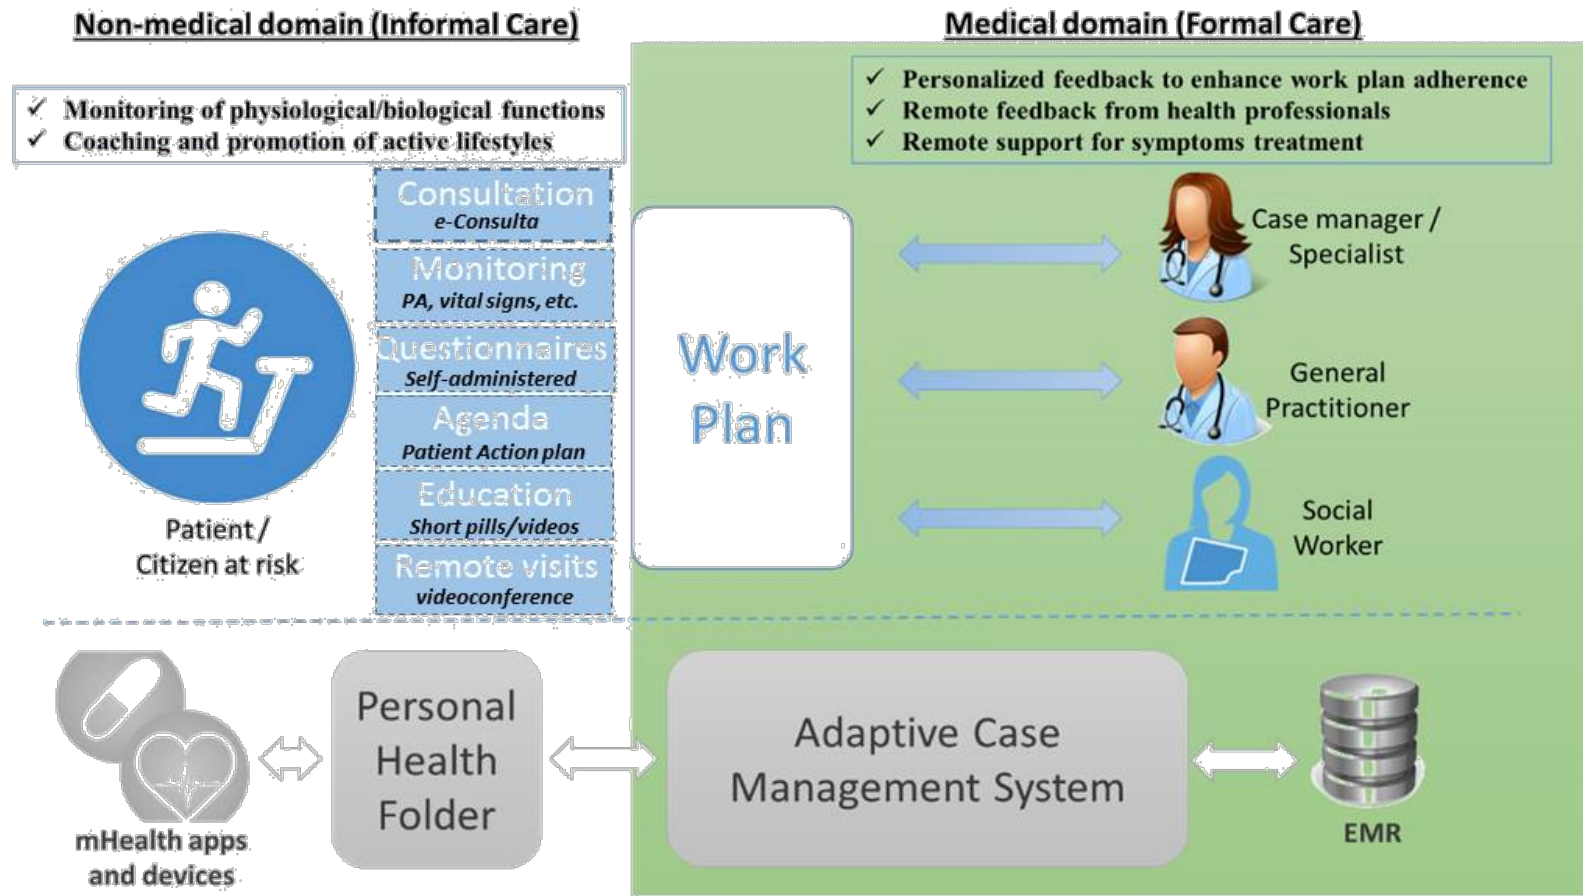 Non-medical domain (Informal Care)
Medical domain (Formal Care)
✓ Monitoring of physiological/biological functions
✓ Coaching and promotion of active lifestyles
✓ Personalized feedback to enhance work plan adherence
✓ Remote feedback from health professionals
✓ Remote support for symptoms treatment
Patient /
Citizen at risk
Consultation
e-Consulta
Monitoring
PA, vital signs, etc.
Questionnaires
Self-administered
Agenda
Patient Action plan
Education
Short pills/videos
Remote visits
videoconference
Work
Plan
Case manager /
Specialist
General
Practitioner
Social
Worker
mHealth apps
and devices
Personal
Health
Folder
Adaptive Case
Management System
EMR